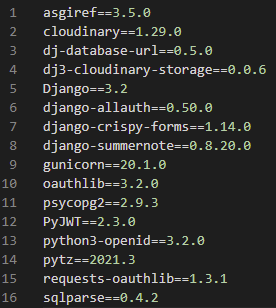 1 asgiref==3.5.0
2 cloudinary==1.29.0
3 dj-database-url==0.5.0
4 dj3-cloudinary-storage==0.0.6
5 Django==3.2
6 django-allauth==0.50.0
7 django-crispy-forms==1.14.0
8 django-summernote==0.8.20.0
9 gunicorn==20.1.0
10 oauthlib==3.2.0
11 psycopg2==2.9.3
12 PyJWT==2.3.0
13 python3-openid==3.2.0
14 pytz==2021.3
15 requests-oauthlib==1.3.1
16 sqlparse==0.4.2